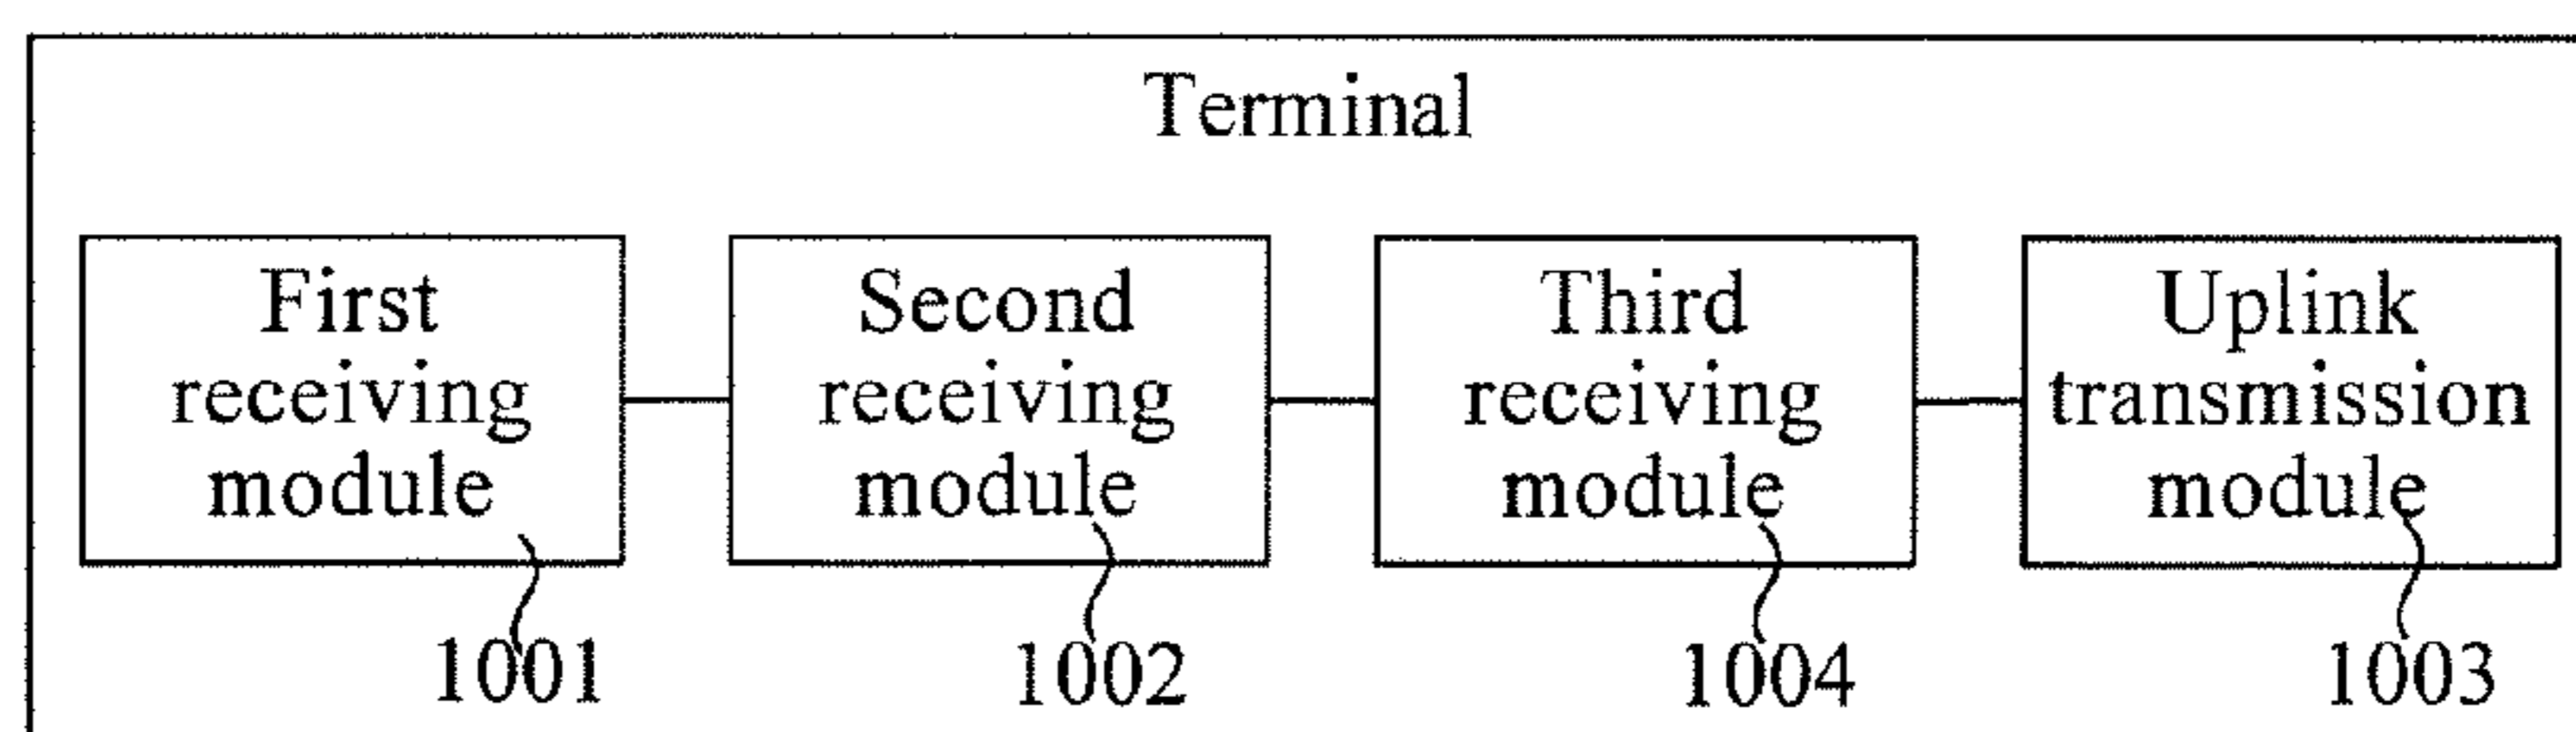 Terminal
First
receiving
module
Second
receiving
module
Third
receiving
module
Uplink
transmission
module
1001
1002
1004
1003